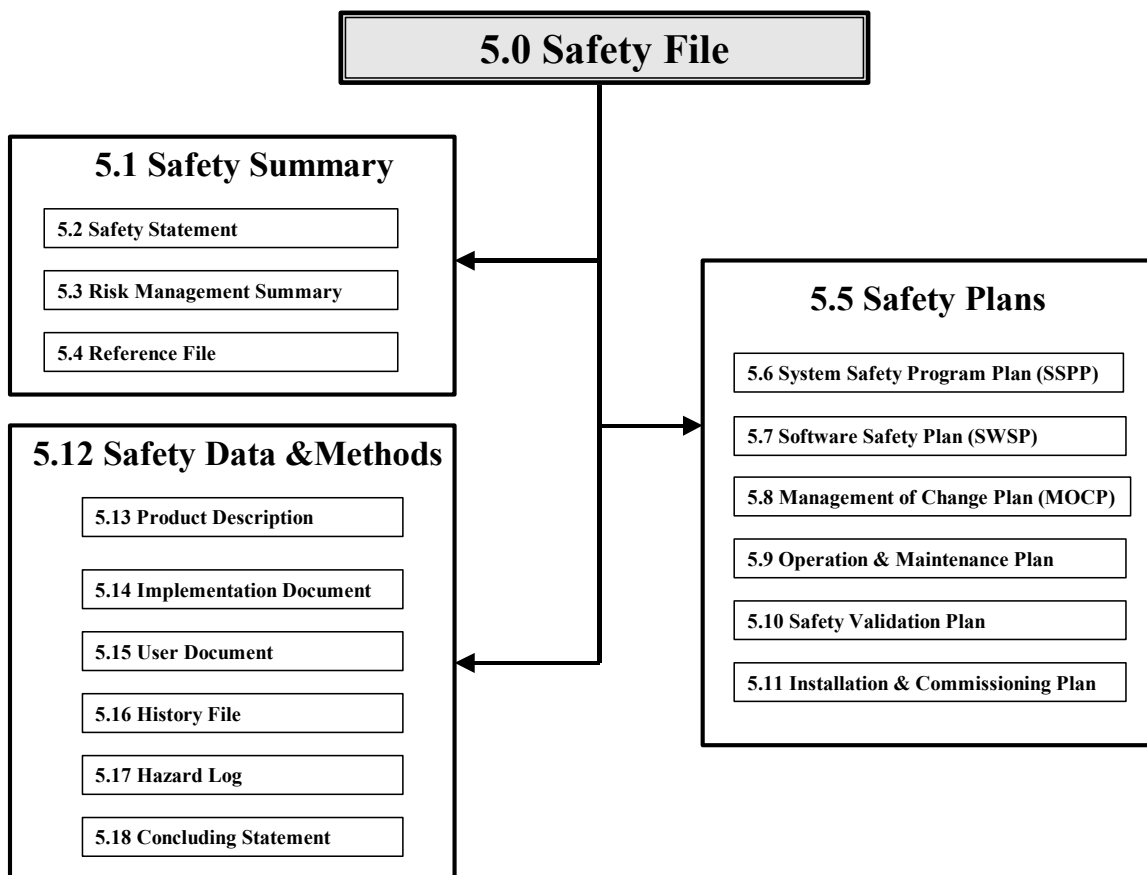 5.0 Safety File
5.1 Safety Summary
5.2 Safety Statement
5.3 Risk Management Summary
5.4 Reference File
5.5 Safety Plans
5.6 System Safety Program Plan (SSPP)
5.7 Software Safety Plan (SWSP)
5.8 Management of Change Plan (MOCP)
5.9 Operation & Maintenance Plan
5.10 Safety Validation Plan
5.11 Installation & Commissioning Plan
5.12 Safety Data &Methods
5.13 Product Description
5.14 Implementation Document
5.15 User Document
5.16 History File
5.17 Hazard Log
5.18 Concluding Statement